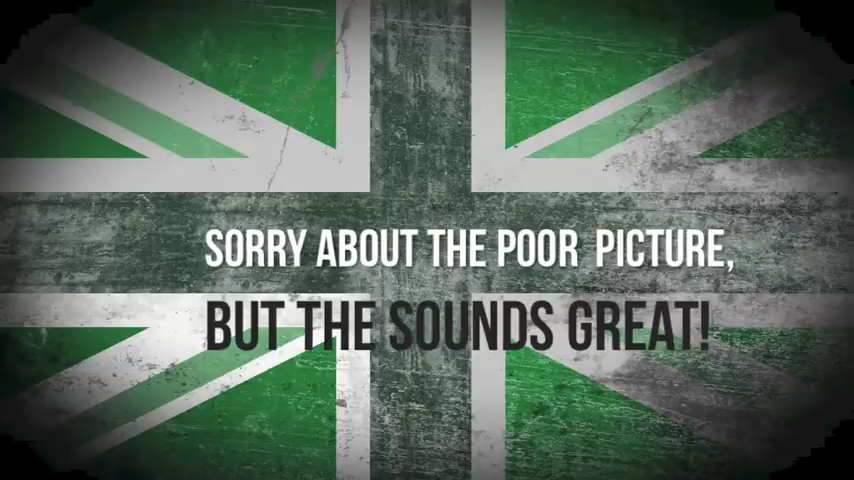 SORRY ABOUT THE POOR PICTURE,
BUT THE SOUNDS GREAT!